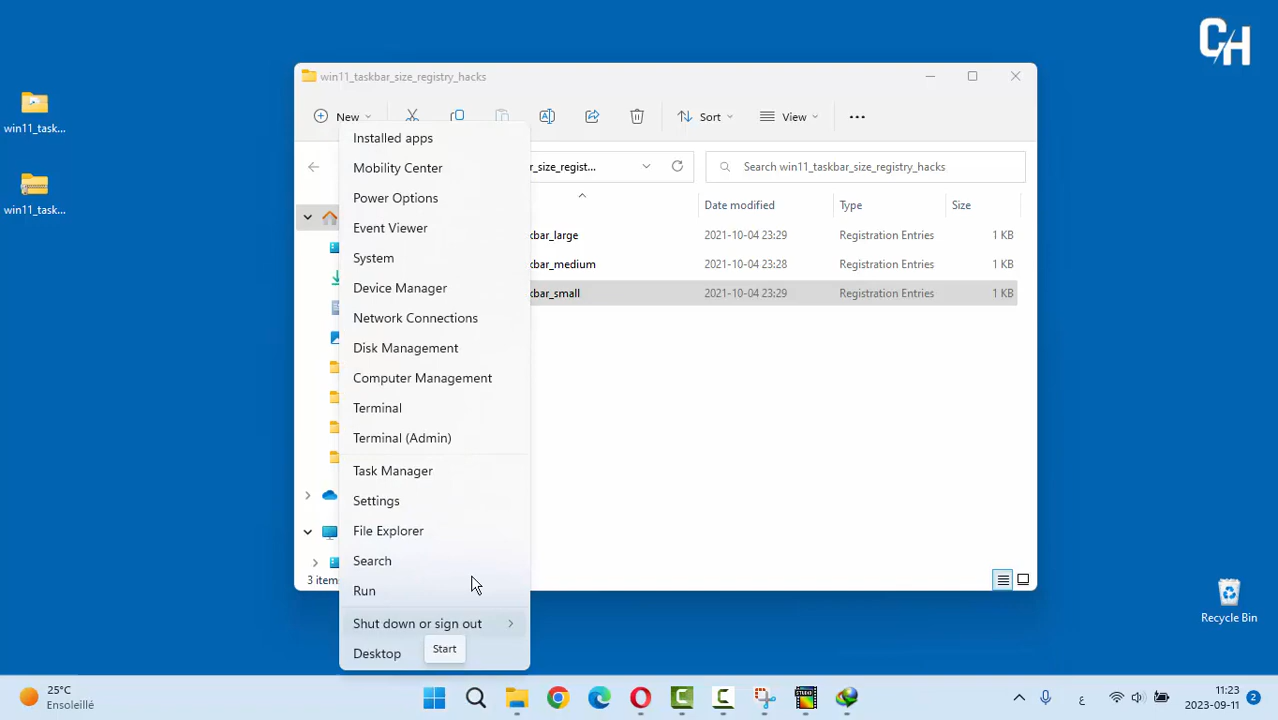 CH
win11_task...
win11_task...
win11_taskbar_size_registry_hacks
New
Sort
View
r_size_regist...
Search win11_taskbar_size_registry_hacks
Date modified
Type
Size
kbar_large
2021-10-04 23:29
Registration Entries
1 KB
kbar_medium
2021-10-04 23:28
Registration Entries
1 KB
kbar_small
2021-10-04 23:29
Registration Entries
1 KB
3 item
Installed apps
Mobility Center
Power Options
Event Viewer
System
Device Manager
Network Connections
Disk Management
Computer Management
Terminal
Terminal (Admin)
Task Manager
Settings
File Explorer
Search
Run
Shut down or sign out
Desktop
Start
Recycle Bin
25°C
Ensoleillé
STUDIO
ع
11:23
2023-09-11
2